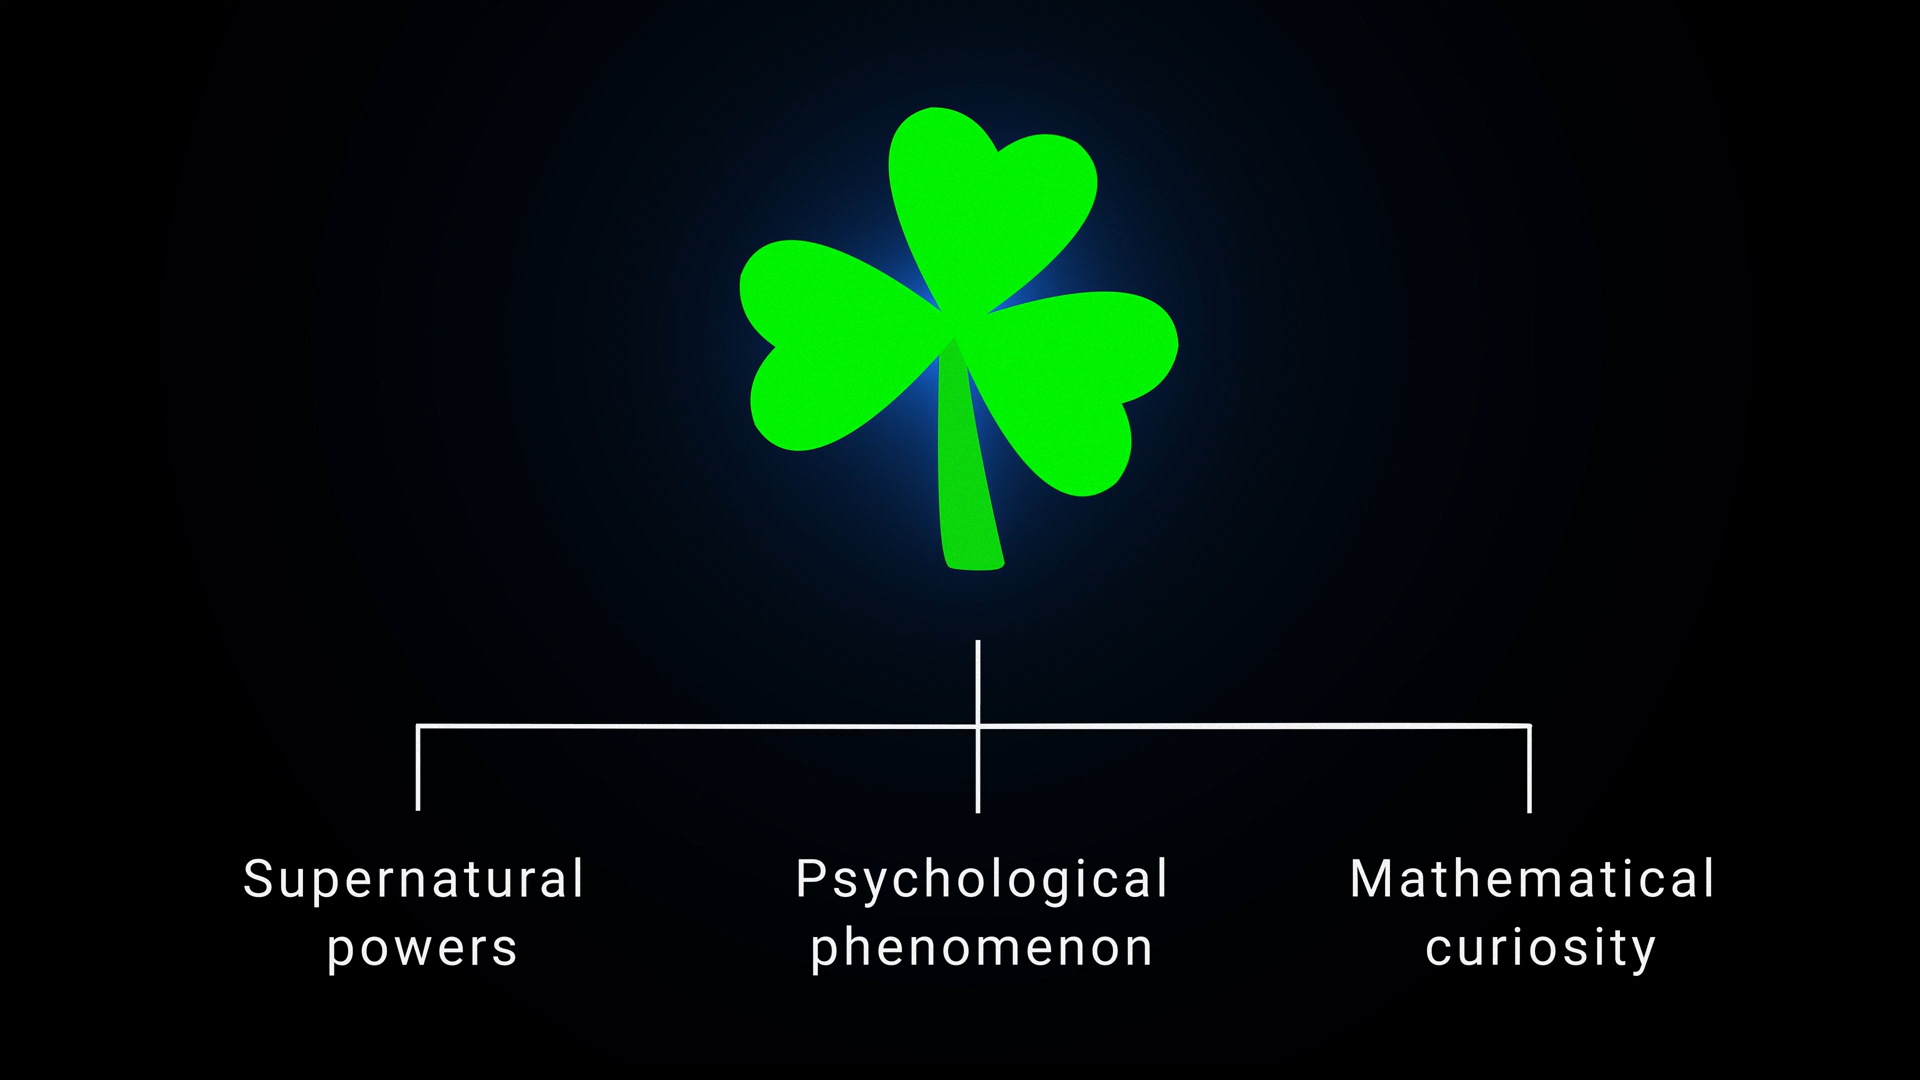 Supernatural
powers
Psychological
phenomenon
Mathematical
curiosity